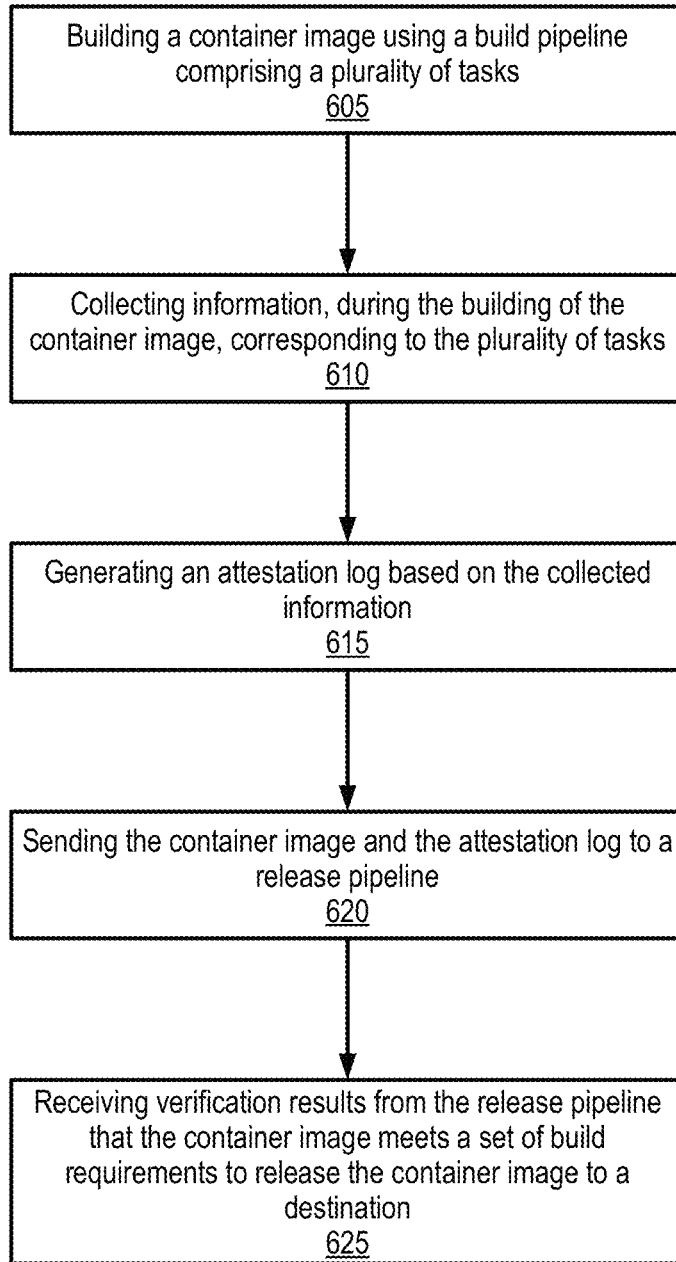 Building a container image using a build pipeline
comprising a plurality of tasks
605
Collecting information, during the building of the
container image, corresponding to the plurality of tasks
610
Generating an attestation log based on the collected
information
615
Sending the container image and the attestation log to a
release pipeline
620
Receiving verification results from the release pipeline
that the container image meets a set of build
requirements to release the container image to a
destination
625